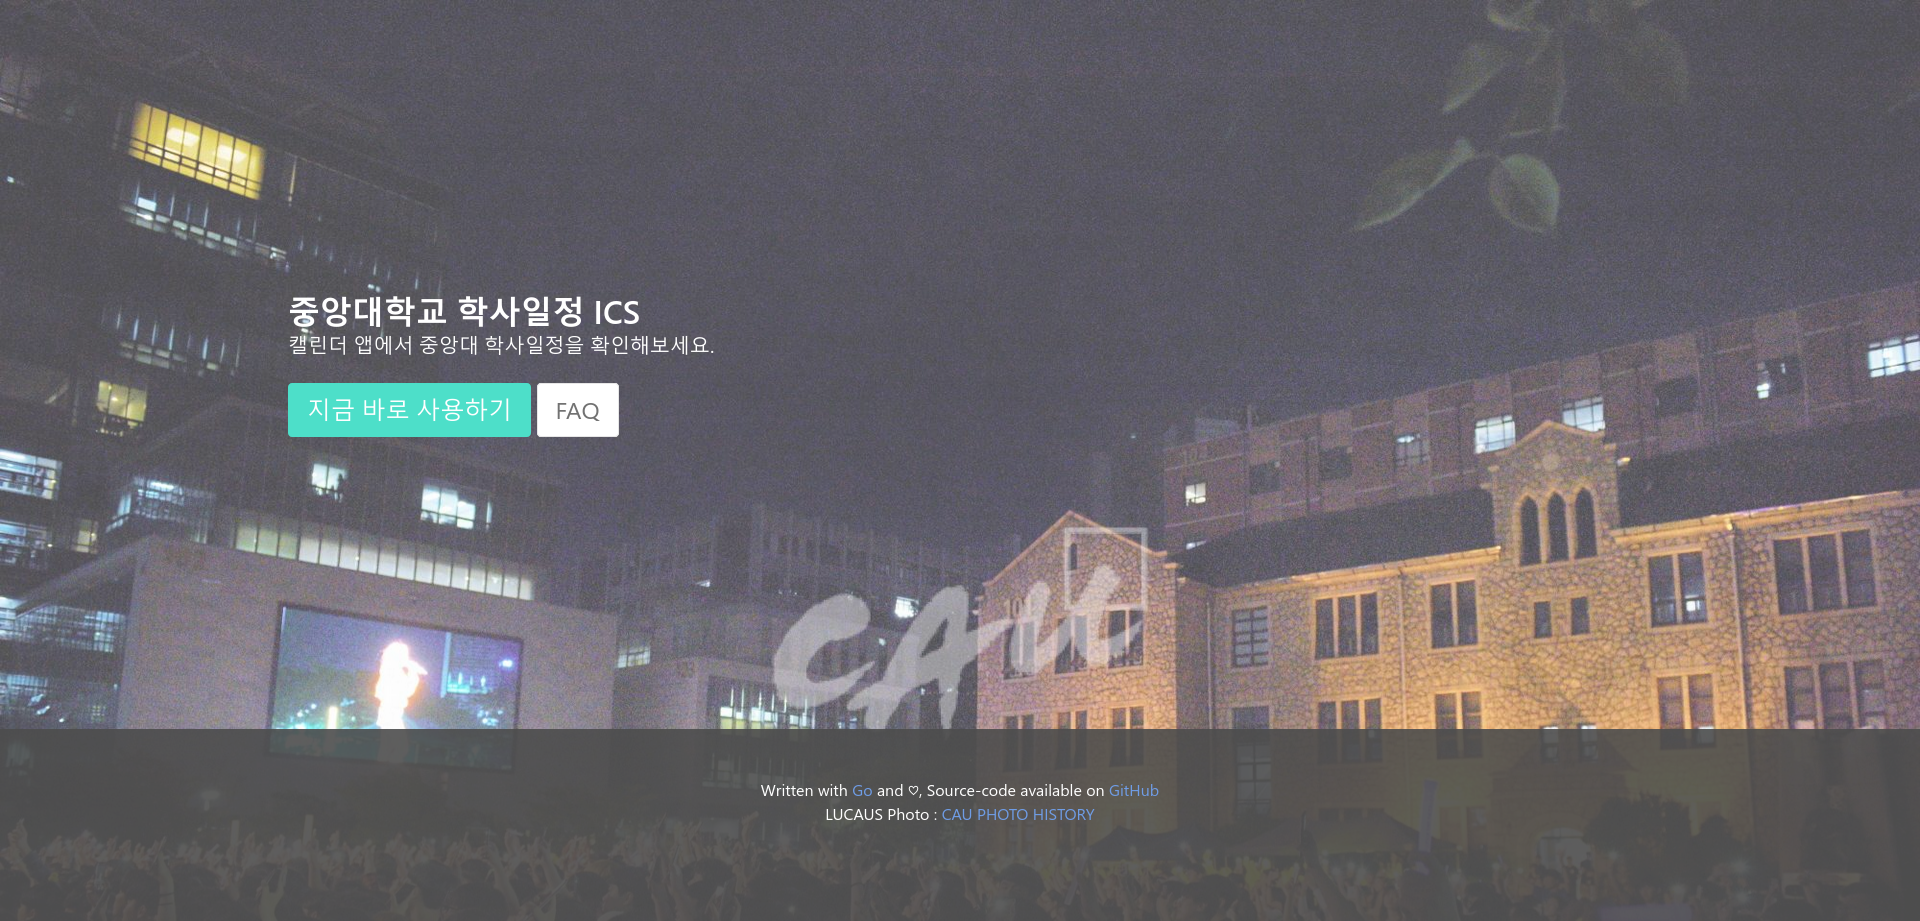 중앙대학교 학사일정 ICS
캘린더 앱에서 중앙대 학사일정을 확인해보세요.
지금 바로 사용하기 FAQ
CAU
Written with Go and ♡, Source-code available on GitHub
LUCAUS Photo : CAU PHOTO HISTORY